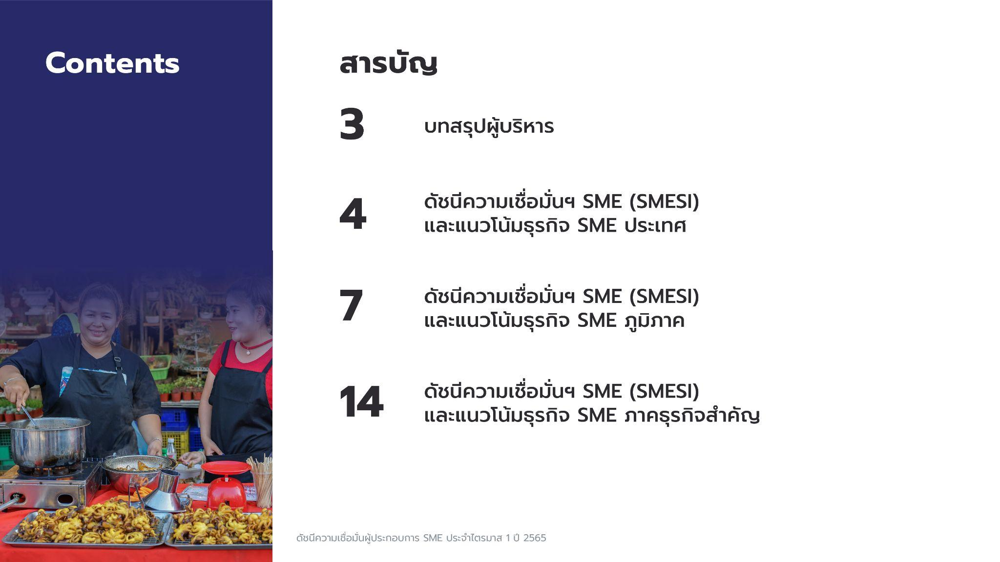 Contents
สารบัญ
3
บทสรุปผู้บริหาร
4
ดัชนีความเชื่อมั่นฯ SME (SMESI)
และแนวโน้มธุรกิจ SME ประเทศ
7
ดัชนีความเชื่อมั่นฯ SME (SMESI)
และแนวโน้มธุรกิจ SME ภูมิภาค
14
ดัชนีความเชื่อมั่นฯ SME (SMESI)
และแนวโน้มธุรกิจ SME ภาคธุรกิจสำคัญ
ดัชนีความเชื่อมั่นผู้ประกอบการ SME ประจำไตรมาส 1 ปี 2565